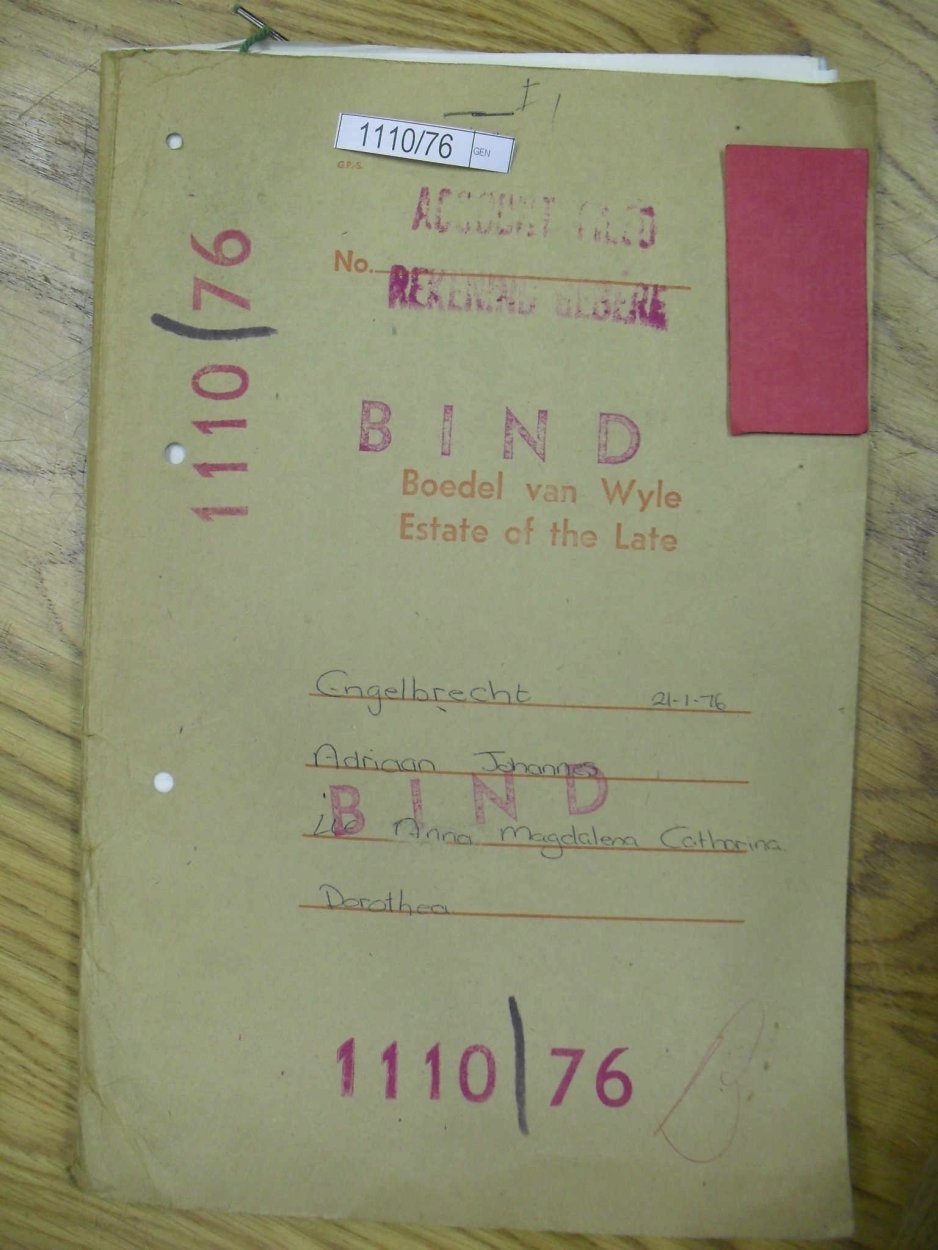 1110/76 GEN
G.P.-S.
ACCOUNT FILED
No.
REKENING GELEKE
1110/76
BIND
Boedel van Wyle
Estate of the Late
Engelbrecht 21-1-76
Adriaan Johannes
BIND
Anna Magdalena Catharina
Dorothea
1110/76